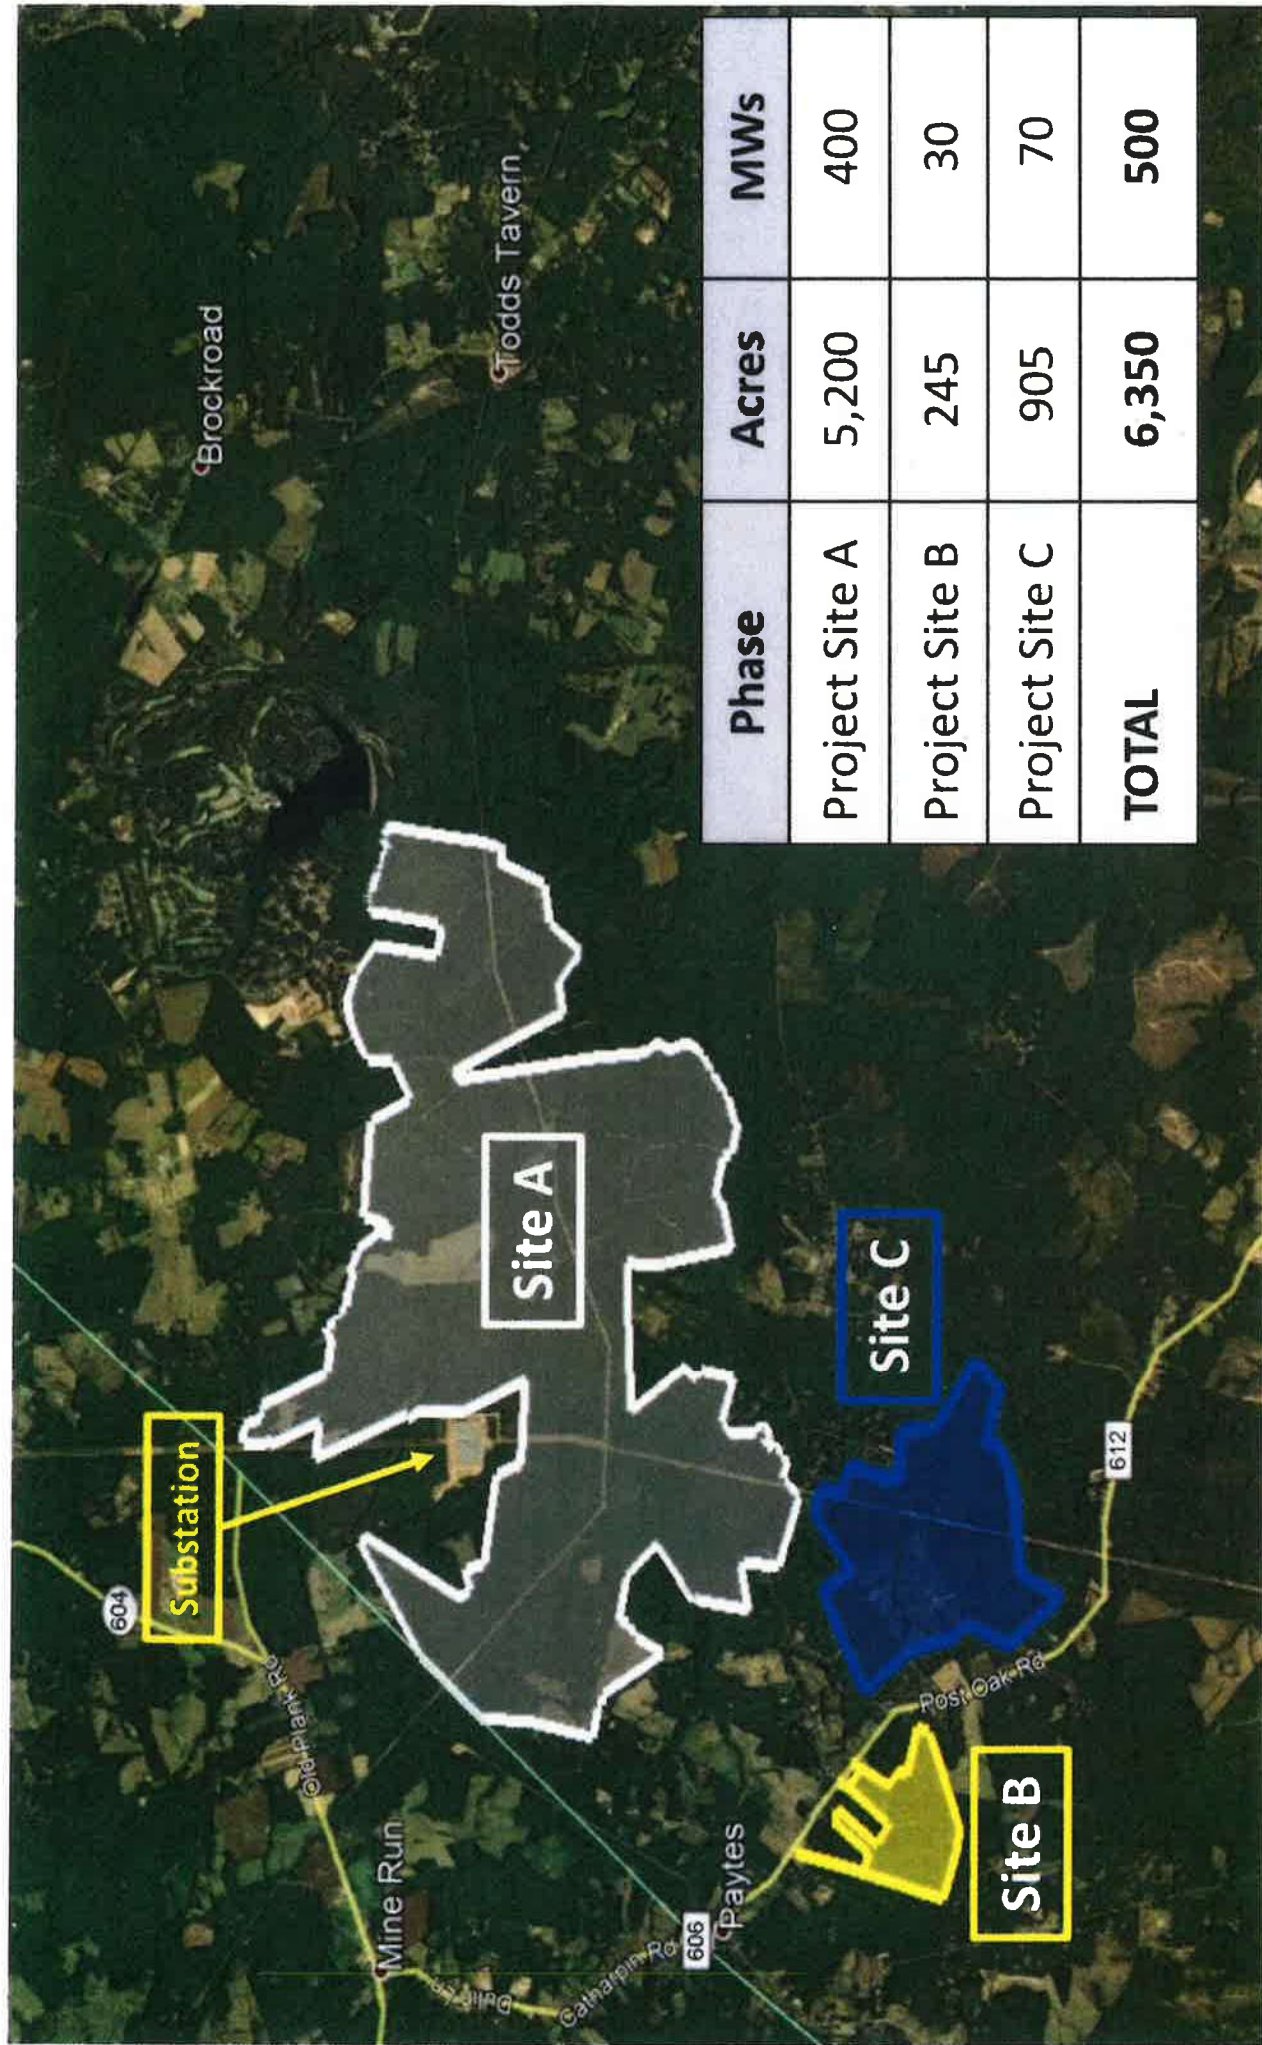 Brockroad
Todds Tavern
Substation
604
Old Plank Rd
Mine Run
Site A
Catharpin Rd
606
Paytes
Site C
Post Oak Rd
612
Site B
Phase Acres MWs
Project Site A 5,200 400
Project Site B 245 30
Project Site C 905 70
TOTAL 6,350 500